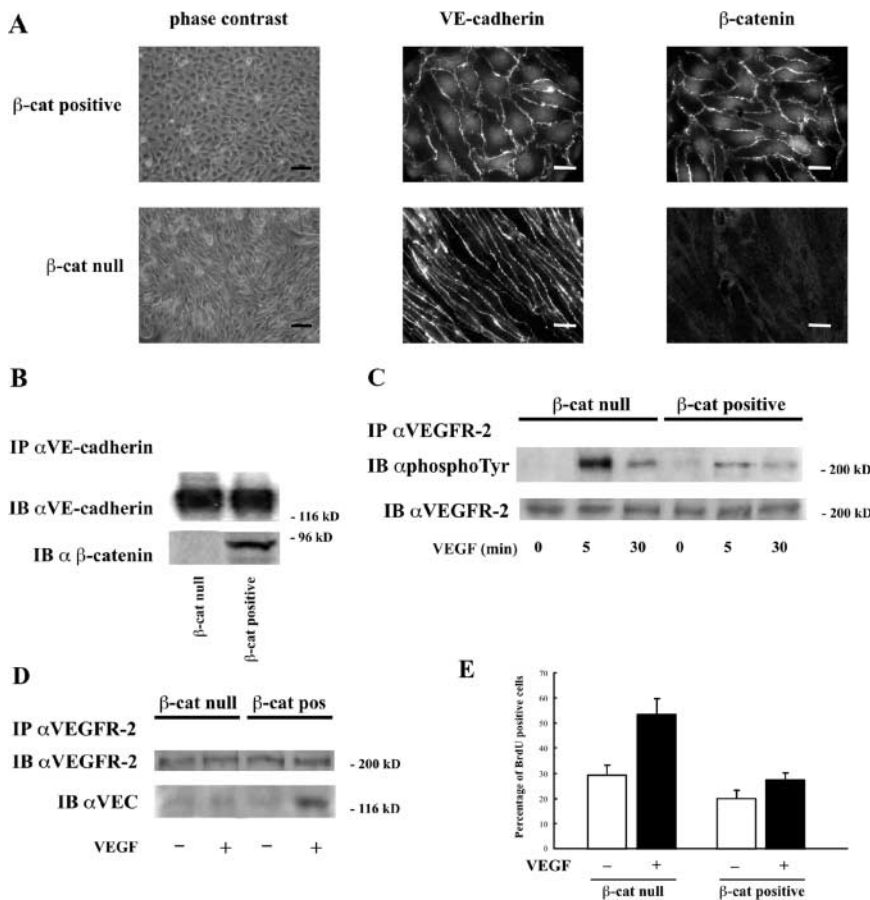 A
phase contrast VE-cadherin β-catenin
β-cat positive
β-cat null
B
IP αVE-cadherin
IB αVE-cadherin
- 116 kD
- 96 kD
IB α β-catenin
β-cat null
β-cat positive
C
β-cat null β-cat positive
IP αVEGFR-2
IB αphosphoTyr - 200 kD
IB αVEGFR-2 - 200 kD
VEGF (min) 0 5 30 0 5 30
D
β-cat null β-cat pos
IP αVEGFR-2
IB αVEGFR-2 - 200 kD
IB αVEC - 116 kD
VEGF – + – +
E
Percentage of BrdU positive cells
70
60
50
40
30
20
10
0
VEGF – + – +
β-cat null β-cat positive